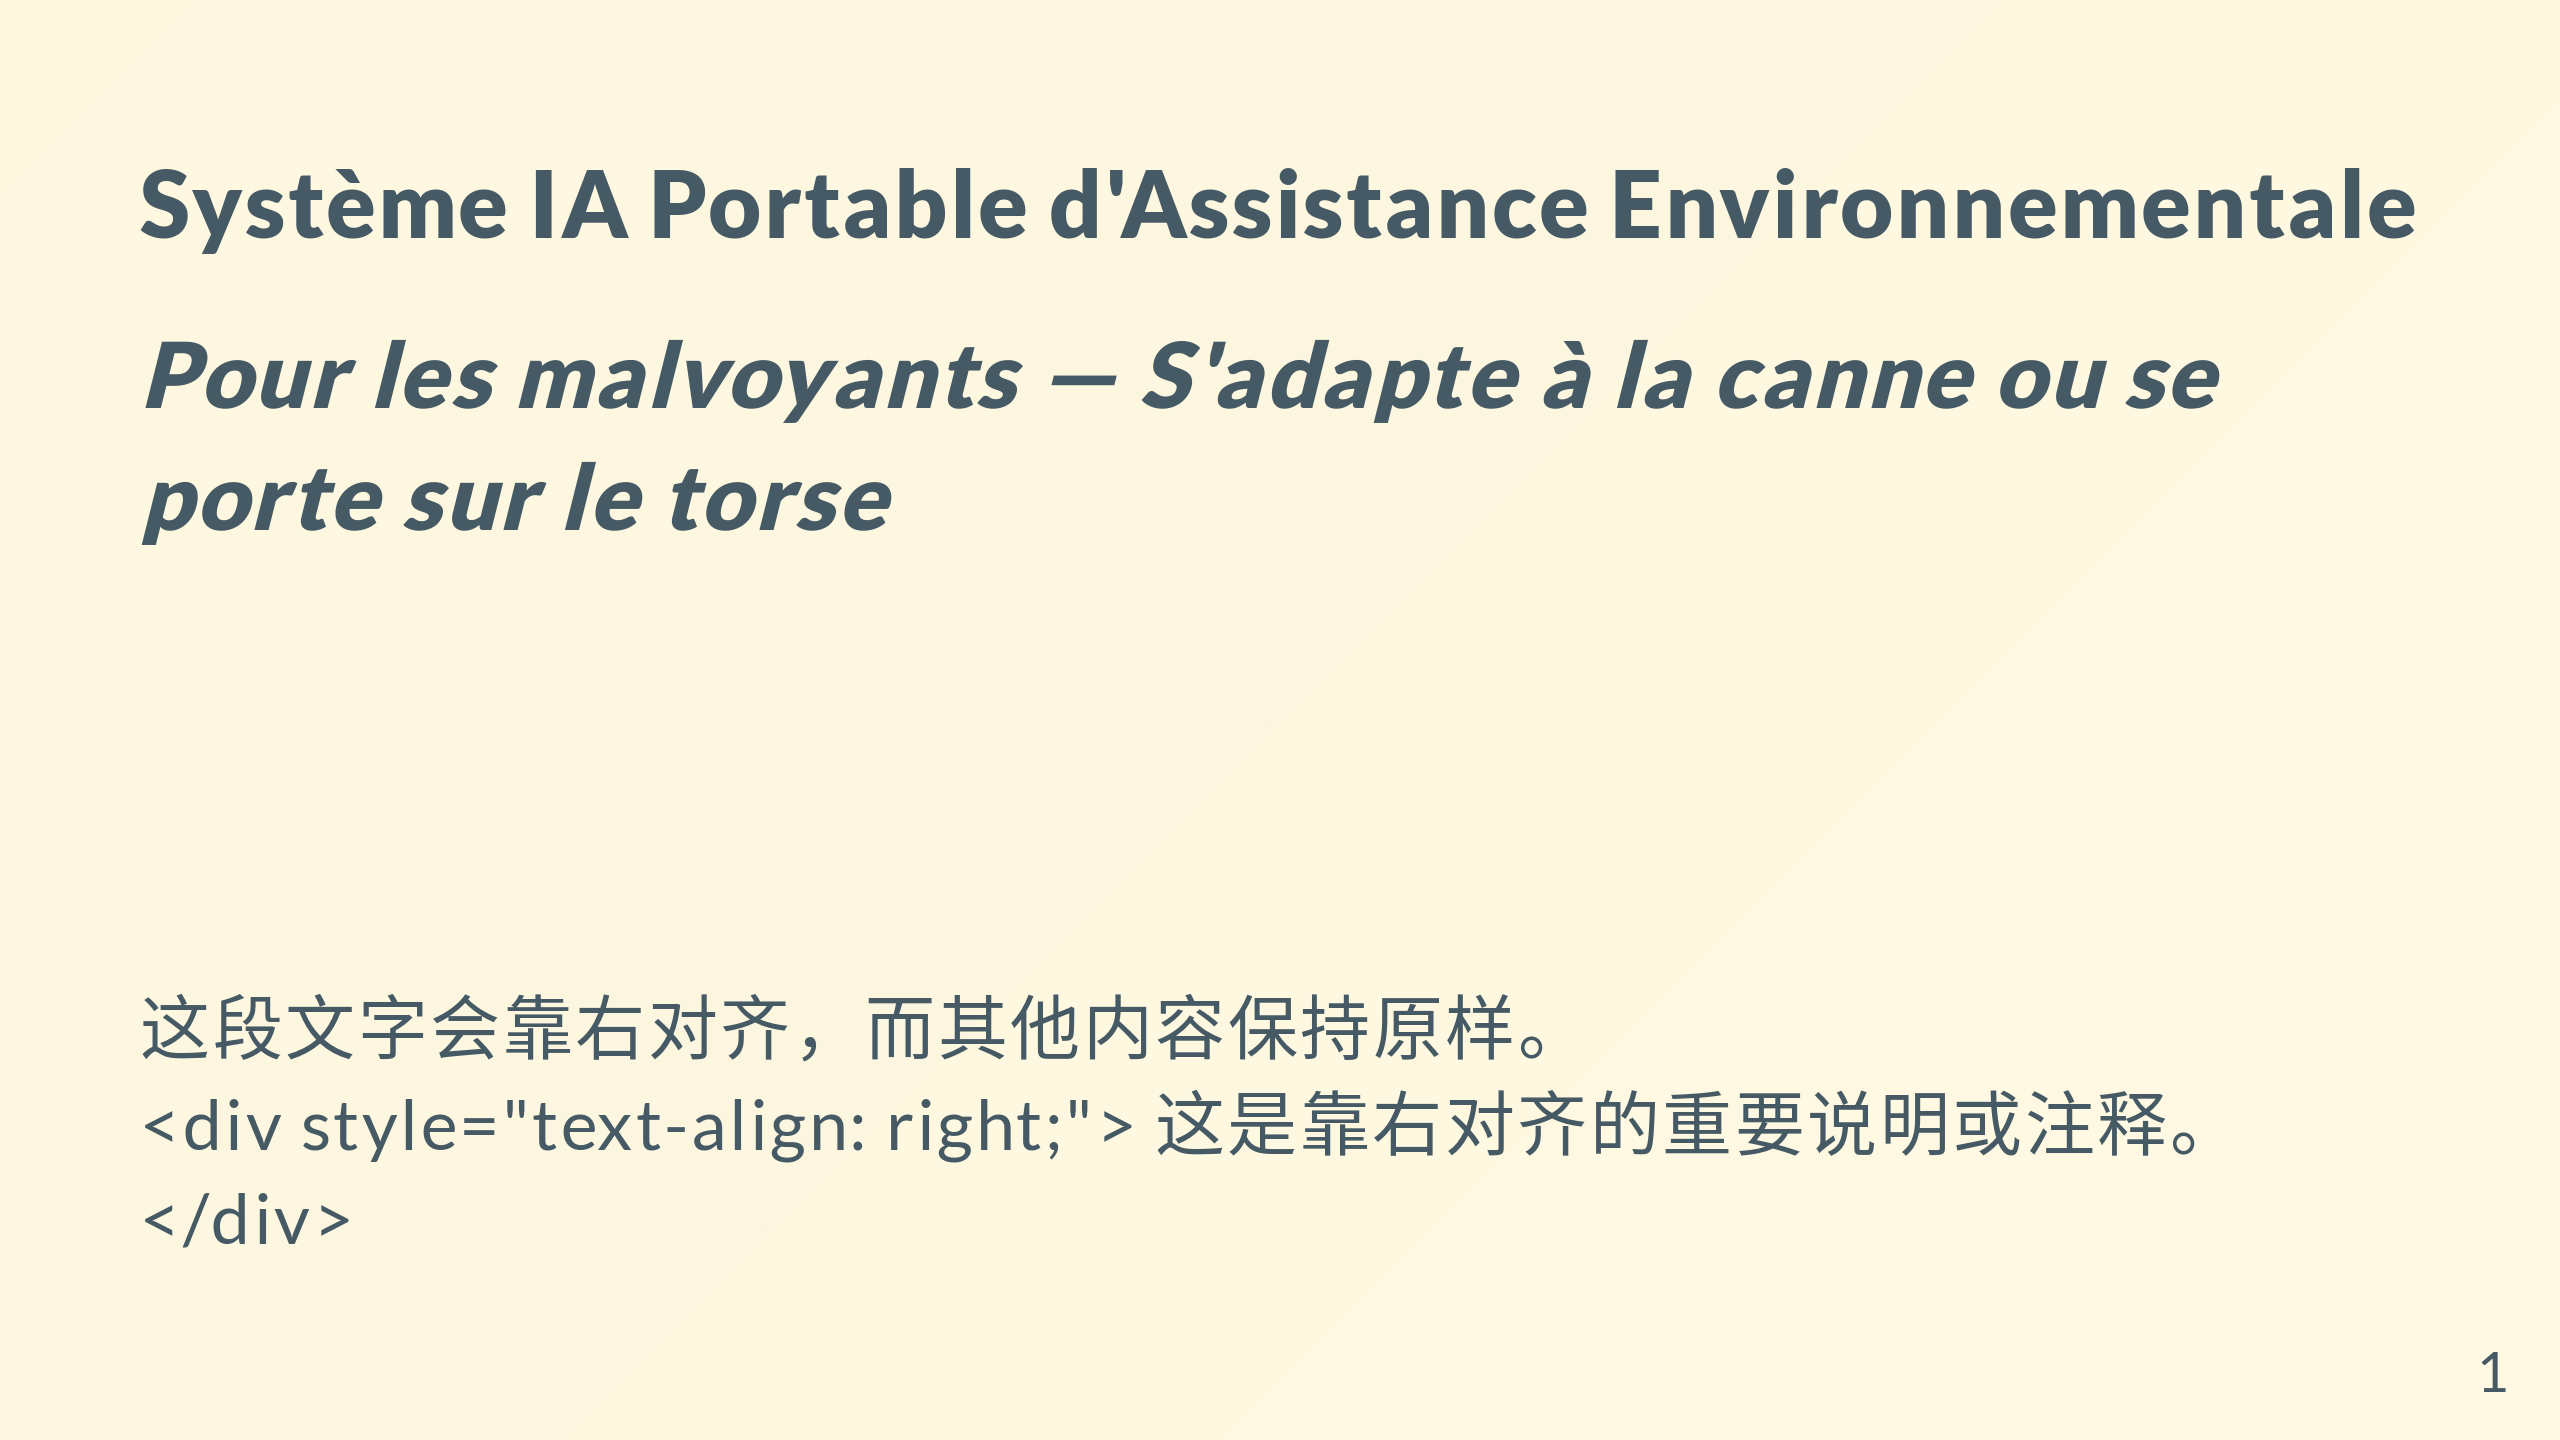 Système IA Portable d'Assistance Environnementale
Pour les malvoyants — S'adapte à la canne ou se
porte sur le torse
这段文字会靠右对齐，而其他内容保持原样。
<div style="text-align: right;"> 这是靠右对齐的重要说明或注释。
</div>
1